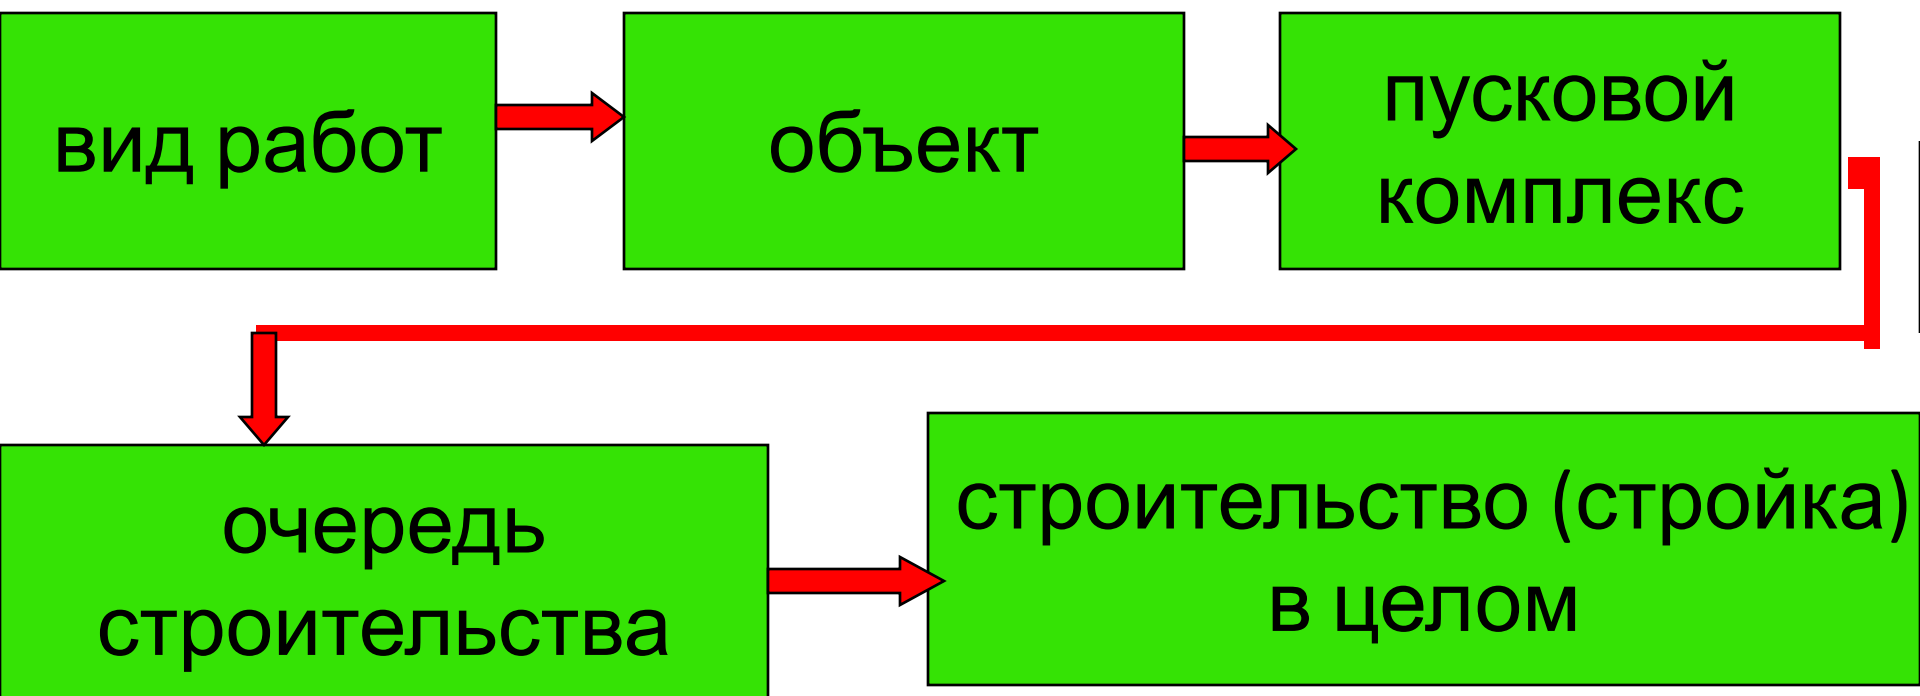 вид работ
объект
пусковой
комплекс
очередь
строительства
строительство (стройка)
в целом